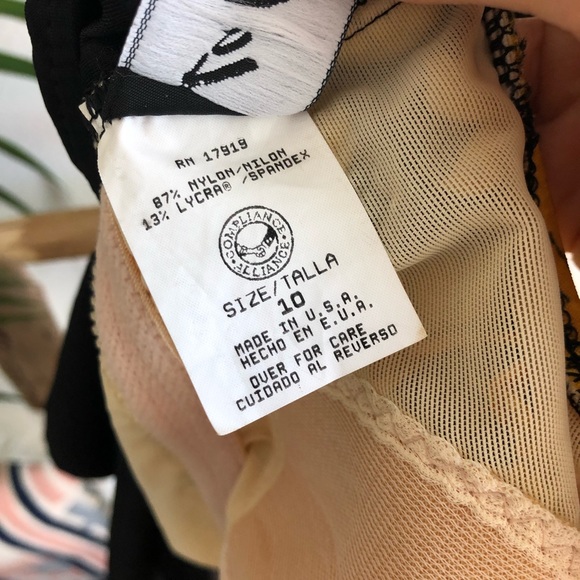 RN 17919
87% NYLON/NILON
13% LYCRA® /SPANDEX
COMPLIANCE
ALLIANCE
SIZE/TALLA
10
MADE IN U.S.A.
HECHO EN E.U.A.
OVER FOR CARE
CUIDADO AL REVERSO